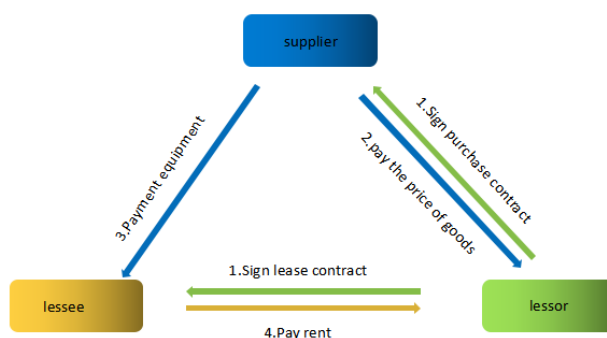 supplier
1.Sign purchase contract
2.pay the price of goods
3.Payment equipment
1.Sign lease contract
lessee
lessor
4.Pay rent